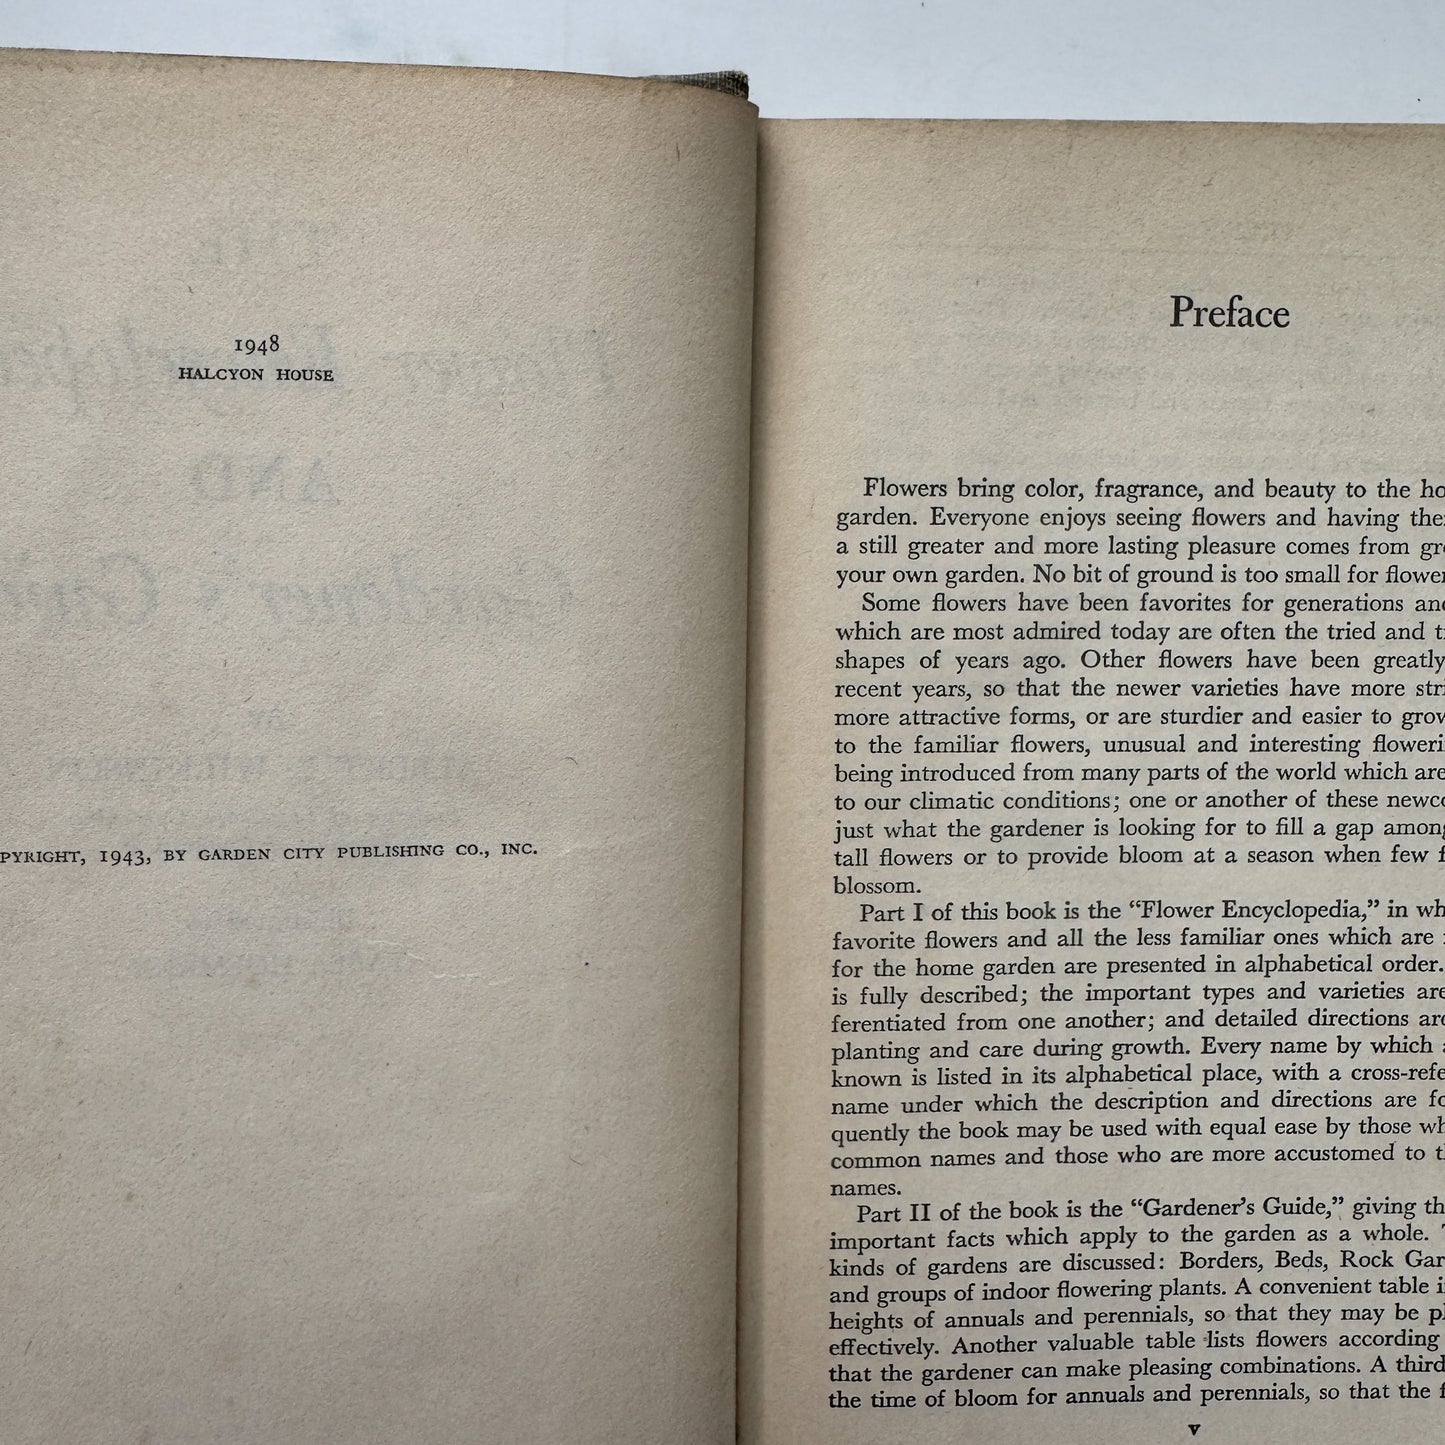 1948
HALCYON HOUSE
PYRIGHT, 1943, BY GARDEN CITY PUBLISHING CO., INC.
Preface
Flowers bring color, fragrance, and beauty to the ho
garden. Everyone enjoys seeing flowers and having the
a still greater and more lasting pleasure comes from gr
your own garden. No bit of ground is too small for flower
Some flowers have been favorites for generations and
which are most admired today are often the tried and t
shapes of years ago. Other flowers have been greatly
recent years, so that the newer varieties have more stri
more attractive forms, or are sturdier and easier to grow
to the familiar flowers, unusual and interesting floweri
being introduced from many parts of the world which are
to our climatic conditions; one or another of these newco
just what the gardener is looking for to fill a gap among
tall flowers or to provide bloom at a season when few f
blossom.
Part I of this book is the “Flower Encyclopedia,” in wh
favorite flowers and all the less familiar ones which are
for the home garden are presented in alphabetical order.
is fully described; the important types and varieties are
ferentiated from one another; and detailed directions are
planting and care during growth. Every name by which a
known is listed in its alphabetical place, with a cross-refe
name under which the description and directions are fo
quently the book may be used with equal ease by those wh
common names and those who are more accustomed to th
names.
Part II of the book is the “Gardener’s Guide,” giving th
important facts which apply to the garden as a whole. T
kinds of gardens are discussed: Borders, Beds, Rock Gar
and groups of indoor flowering plants. A convenient table i
heights of annuals and perennials, so that they may be pl
effectively. Another valuable table lists flowers according
that the gardener can make pleasing combinations. A third
the time of bloom for annuals and perennials, so that the f
v